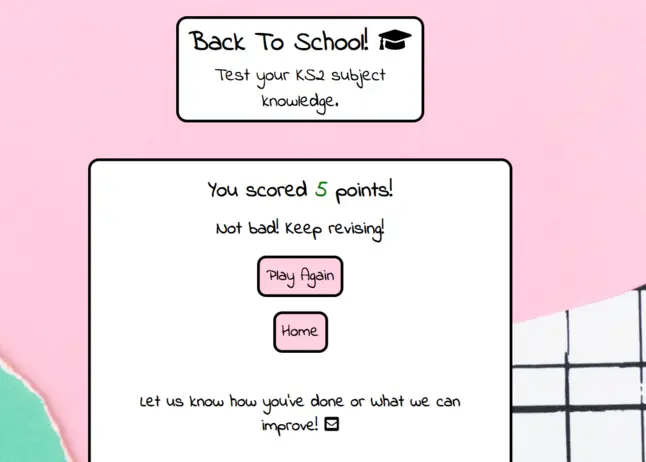 Back To School!
Test your KS2 subject
knowledge.
You scored 5 points!
Not bad! Keep revising!
Play Again
Home
Let us know how you've done or what we can
improve!